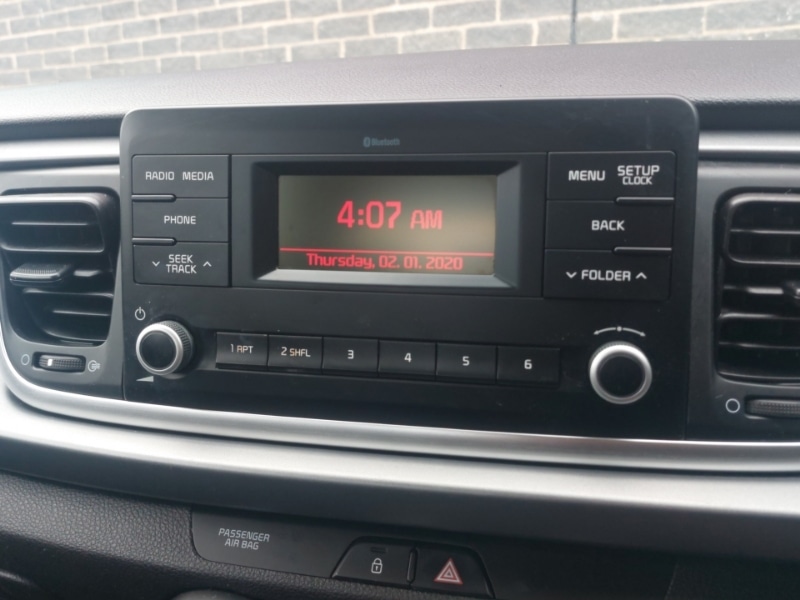 Bluetooth
RADIO MEDIA
PHONE
SEEK
TRACK
4:07 AM
Thursday, 02. 01. 2020
MENU SETUP
CLOCK
BACK
FOLDER
1 RPT 2 SHFL 3 4 5 6
PASSENGER
AIR BAG